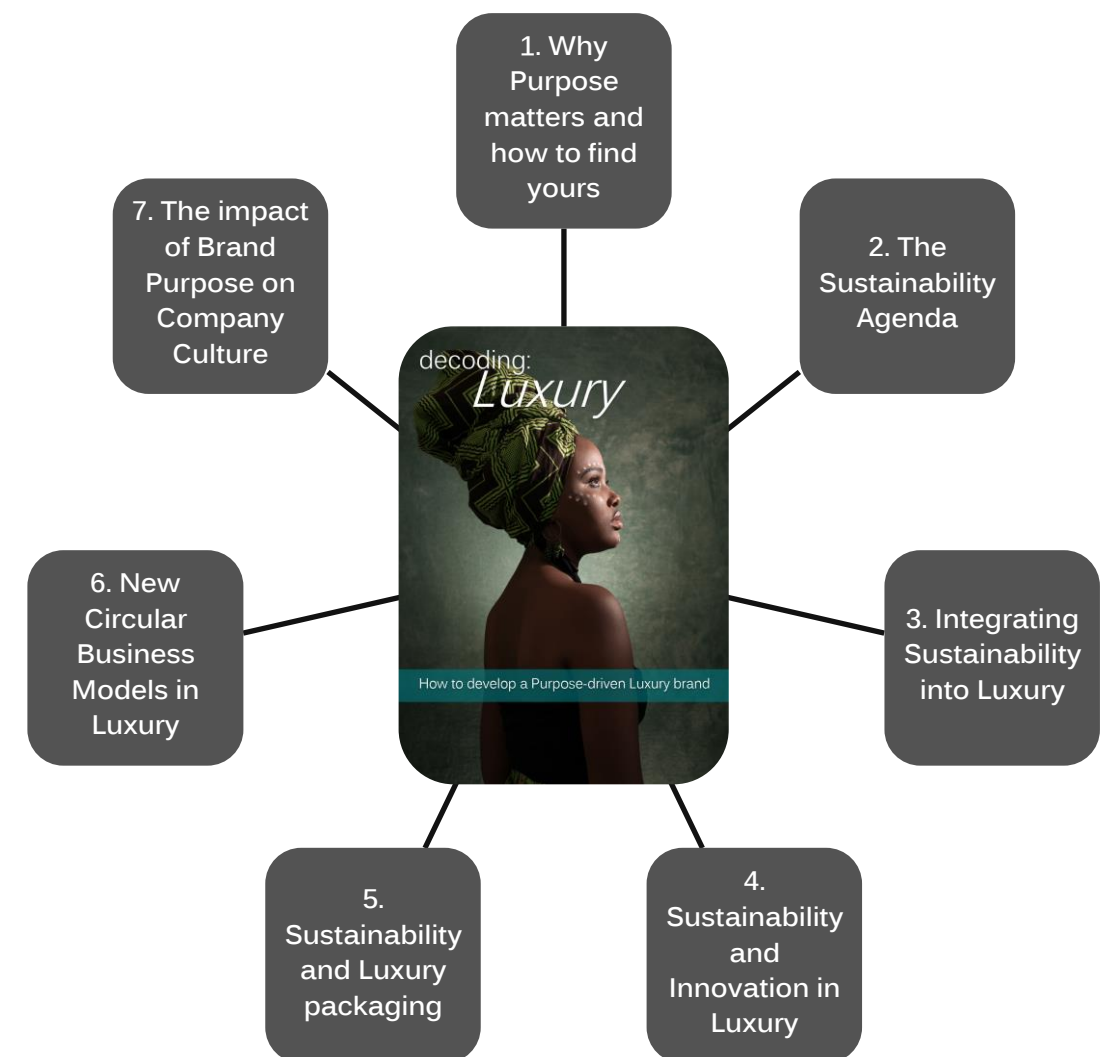 1. Why
Purpose
matters and
how to find
yours
2. The
Sustainability
Agenda
3. Integrating
Sustainability
into Luxury
4.
Sustainability
and
Innovation in
Luxury
5.
Sustainability
and Luxury
packaging
6. New
Circular
Business
Models in
Luxury
7. The impact
of Brand
Purpose on
Company
Culture
decoding:
Luxury
How to develop a Purpose-driven Luxury brand